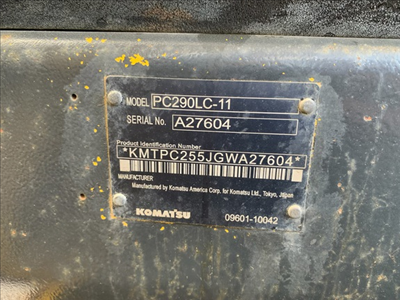 MODEL PC290LC-11
SERIAL No. A27604
Product Identification Number
*KMTPC255JGWA27604*
MANUFACTURER
Manufactured by Komatsu America Corp. for Komatsu Ltd., Tokyo, Japan
KOMATSU 09601-10042